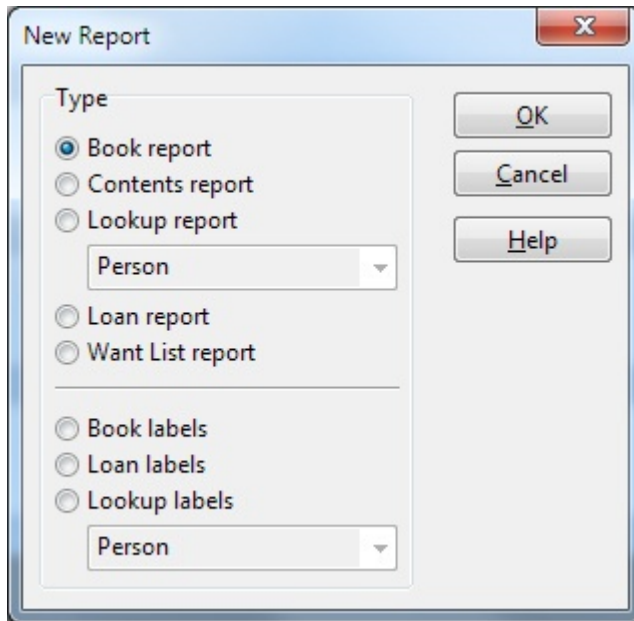 New Report
Type
Book report
Contents report
Lookup report
Person
Loan report
Want List report
Book labels
Loan labels
Lookup labels
Person
OK
Cancel
Help